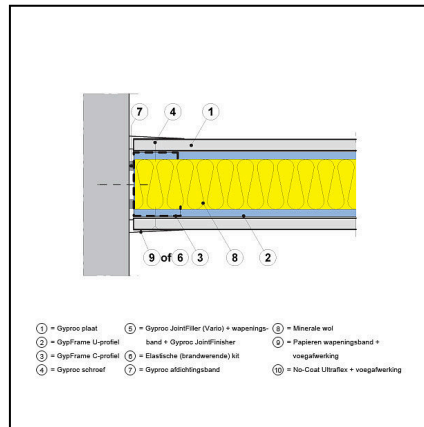 7 4 1
9 of 6 3 8 2
1 = Gyproc plaat
2 = GypFrame U-profiel
3 = GypFrame C-profiel
4 = Gyproc schroef
5 = Gyproc JointFiller (Vario) + wapenings-
band + Gyproc JointFinisher
6 = Elastische (brandwerende) kit
7 = Gyproc afdichtingsband
8 = Minerale wol
9 = Papieren wapeningsband +
voegafwerking
10 = No-Coat Ultraflex + voegafwerking